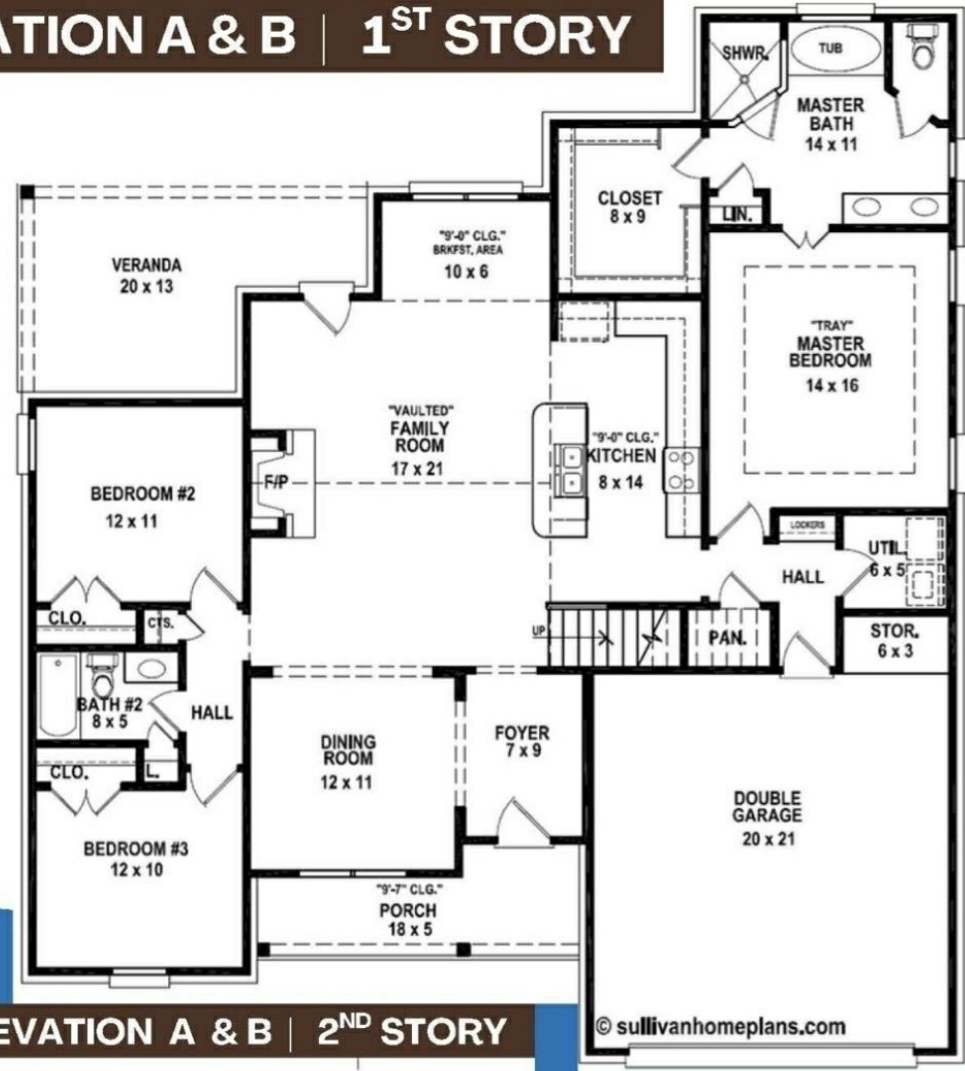 ATION A & B | 1ST STORY
SHWR.
TUB
MASTER
BATH
14 x 11
CLOSET
8 x 9
LIN.
"9'-0" CLG."
BRKFST. AREA
10 x 6
VERANDA
20 x 13
"TRAY"
MASTER
BEDROOM
14 x 16
"VAULTED"
FAMILY
ROOM
17 x 21
"9'-0" CLG."
KITCHEN
8 x 14
F/P
BEDROOM #2
12 x 11
LOCKERS
UTIL.
6 x 5
HALL
CLO.
CTS.
UP
PAN.
STOR.
6 x 3
BATH #2
8 x 5
HALL
FOYER
7 x 9
DINING
ROOM
12 x 11
CLO.
L.
DOUBLE
GARAGE
20 x 21
BEDROOM #3
12 x 10
"9'-7" CLG."
PORCH
18 x 5
© sullivanhomeplans.com
EVATION A & B | 2ND STORY